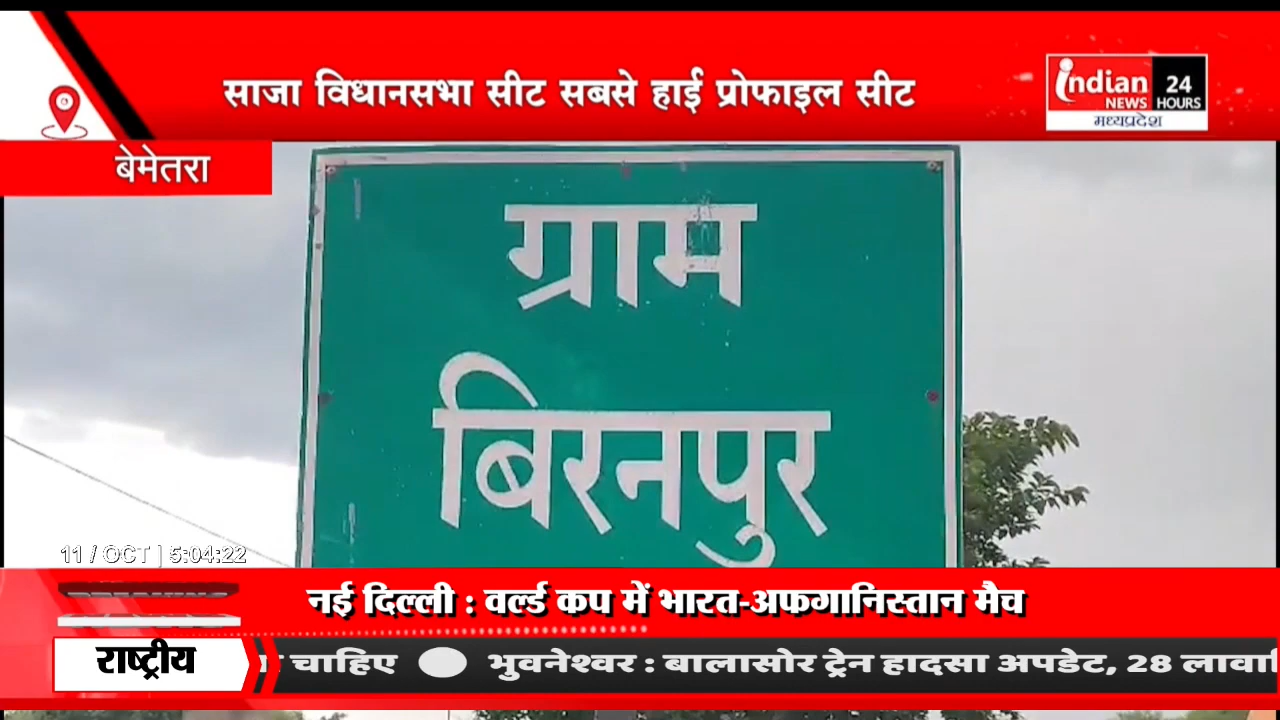 साजा विधानसभा सीट सबसे हाई प्रोफाइल सीट
indian
NEWS
24
HOURS
मध्यप्रदेश
बेमेतरा
ग्राम
बिरनपुर
11 / OCT | 5:04:22
नई दिल्ली : वर्ल्ड कप में भारत-अफगानिस्तान मैच
राष्ट्रीय
चाहिए
भुवनेश्वर : बालासोर ट्रेन हादसा अपडेट, 28